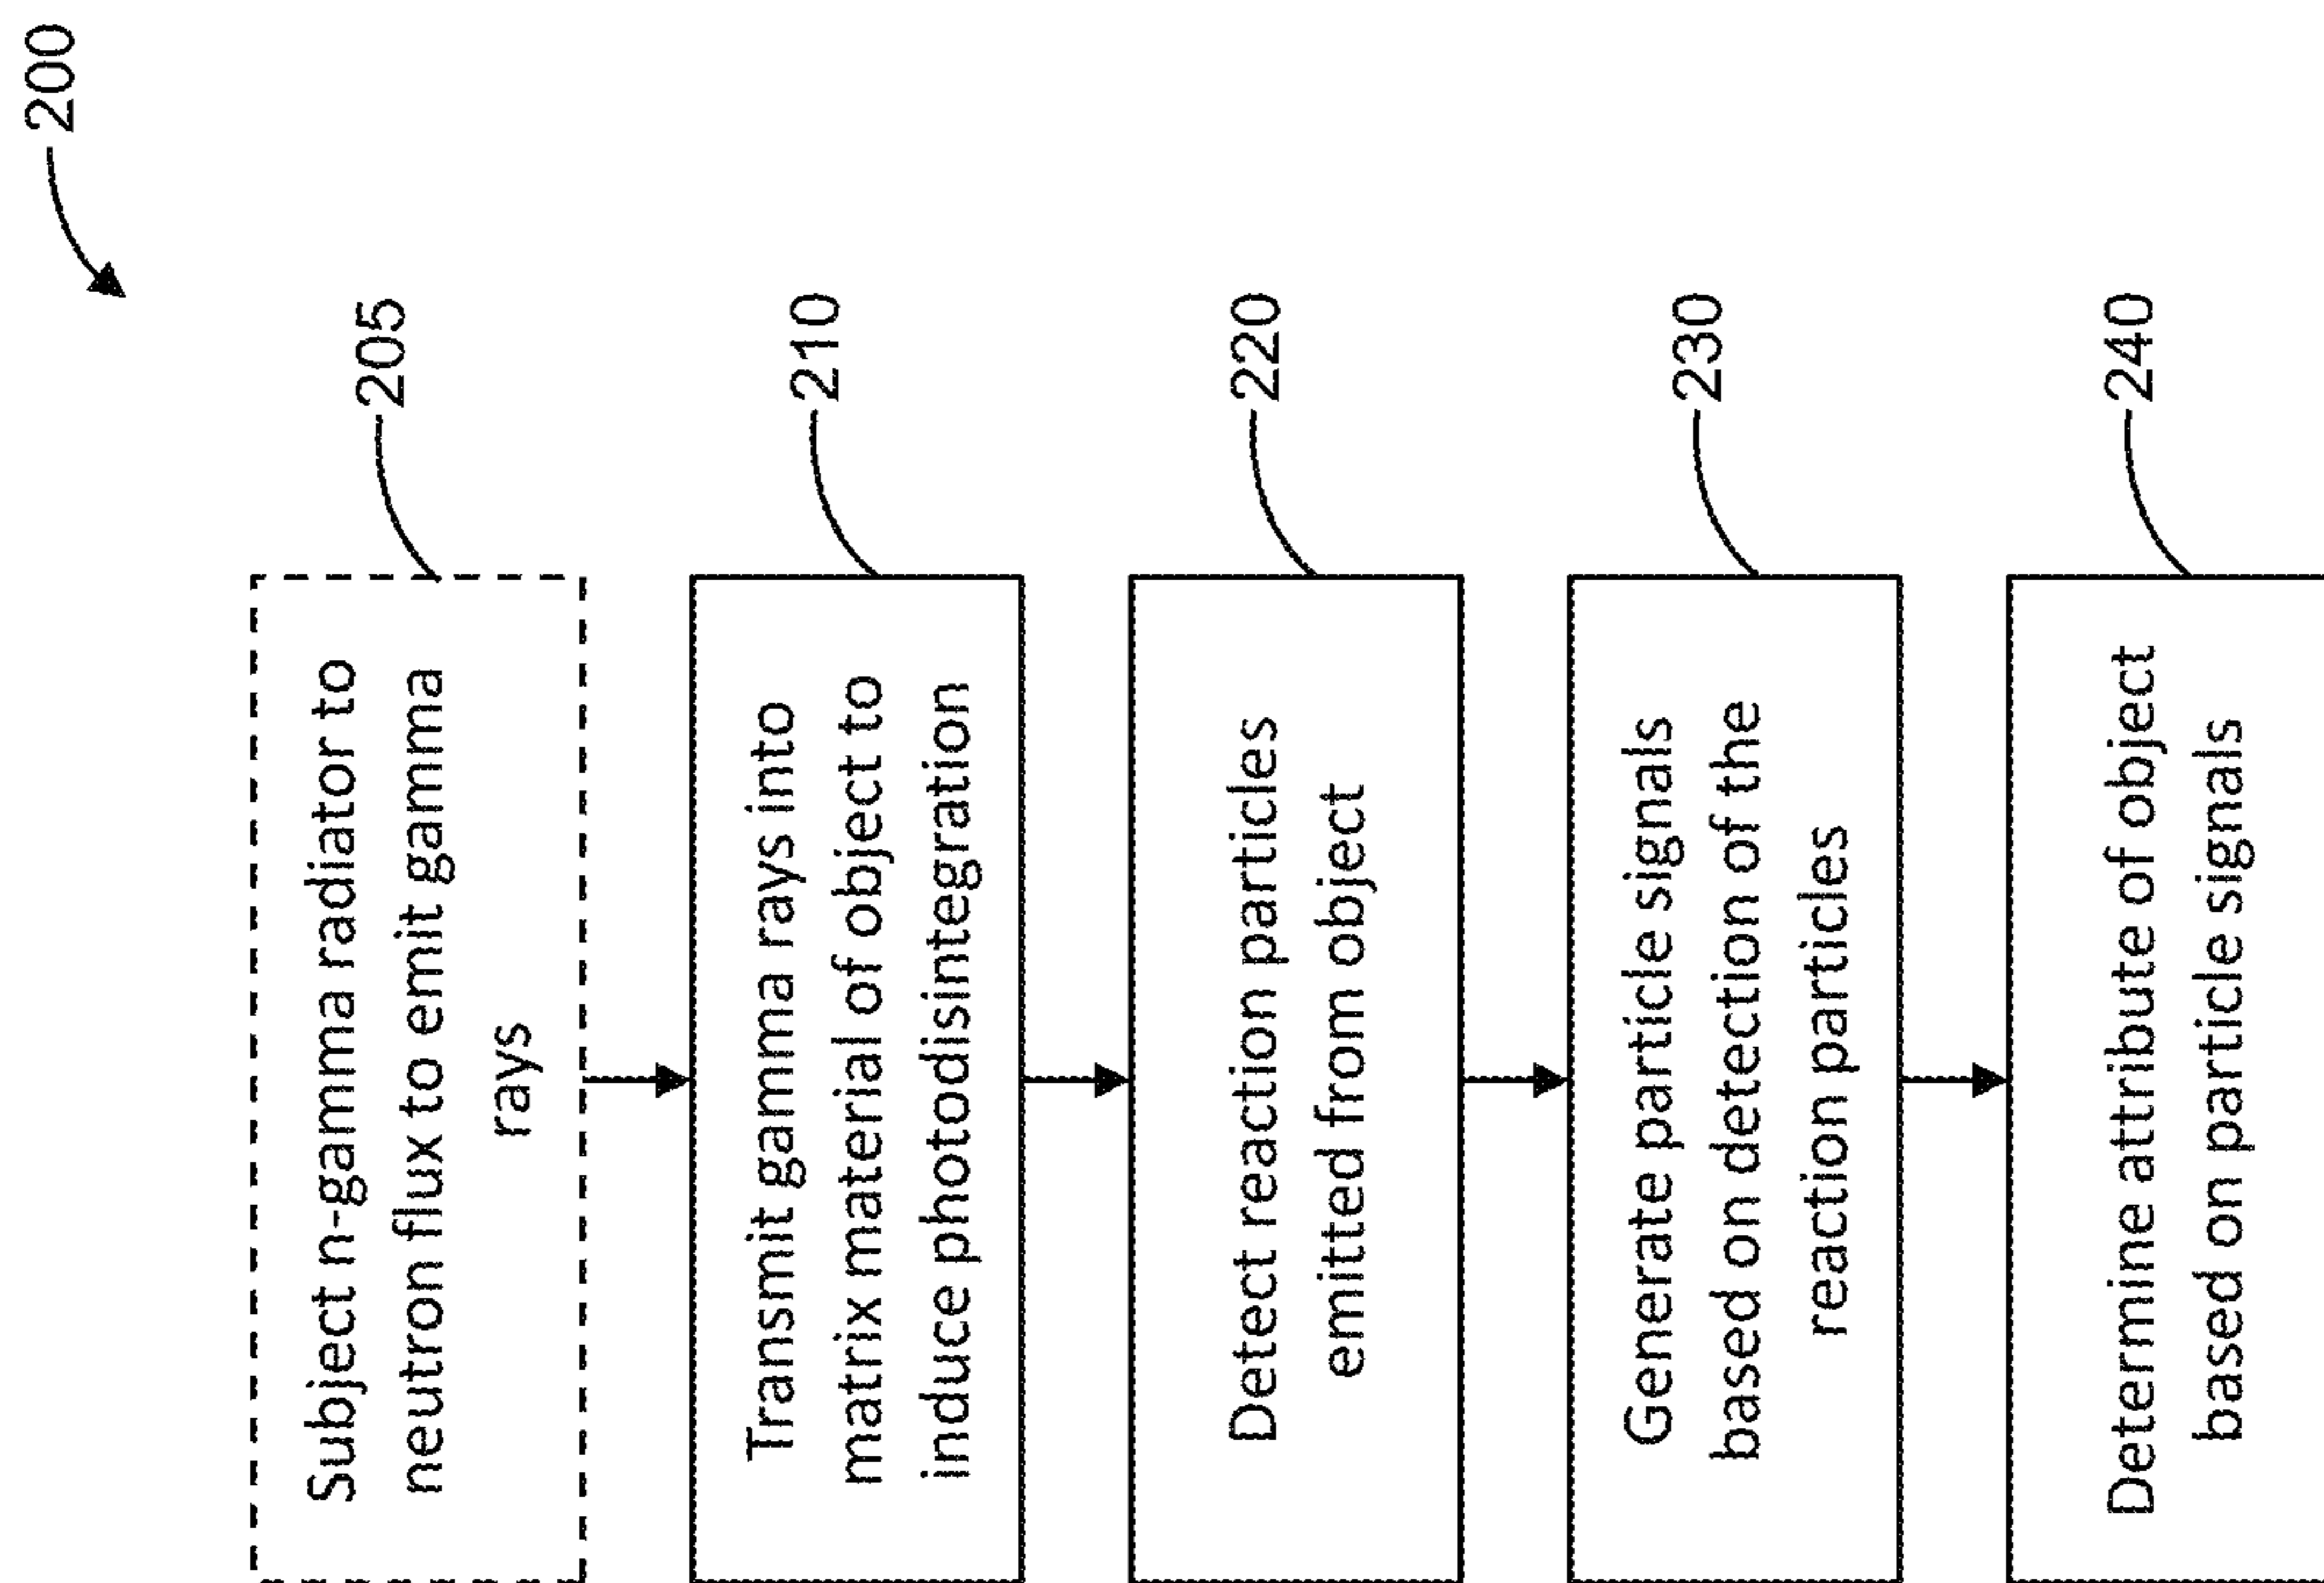 200
205
Subject n-gamma radiator to
neutron flux to emit gamma
rays
210
Transmit gamma rays into
matrix material of object to
induce photodisintegration
220
Detect reaction particles
emitted from object
230
Generate particle signals
based on detection of the
reaction particles
240
Determine attribute of object
based on particle signals